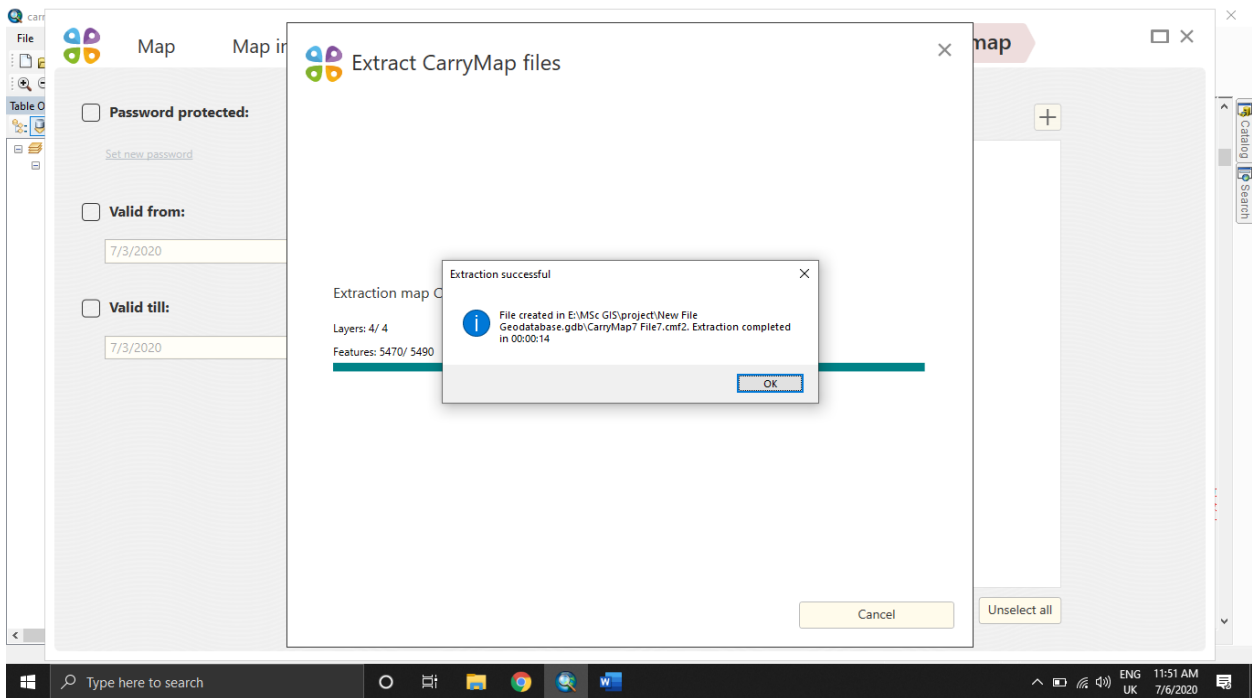 carr
File
Map
Map in
map
Extract CarryMap files
Table O
Password protected:
Set new password
Valid from:
7/3/2020
Valid till:
7/3/2020
Extraction map C
Layers: 4/ 4
Features: 5470/ 5490
Extraction successful
File created in E:\MSc GIS\project\New File
Geodatabase.gdb\CarryMap7 File7.cmf2. Extraction completed
in 00:00:14
OK
Cancel
Unselect all
Catalog
Search
Type here to search
ENG
UK
11:51 AM
7/6/2020